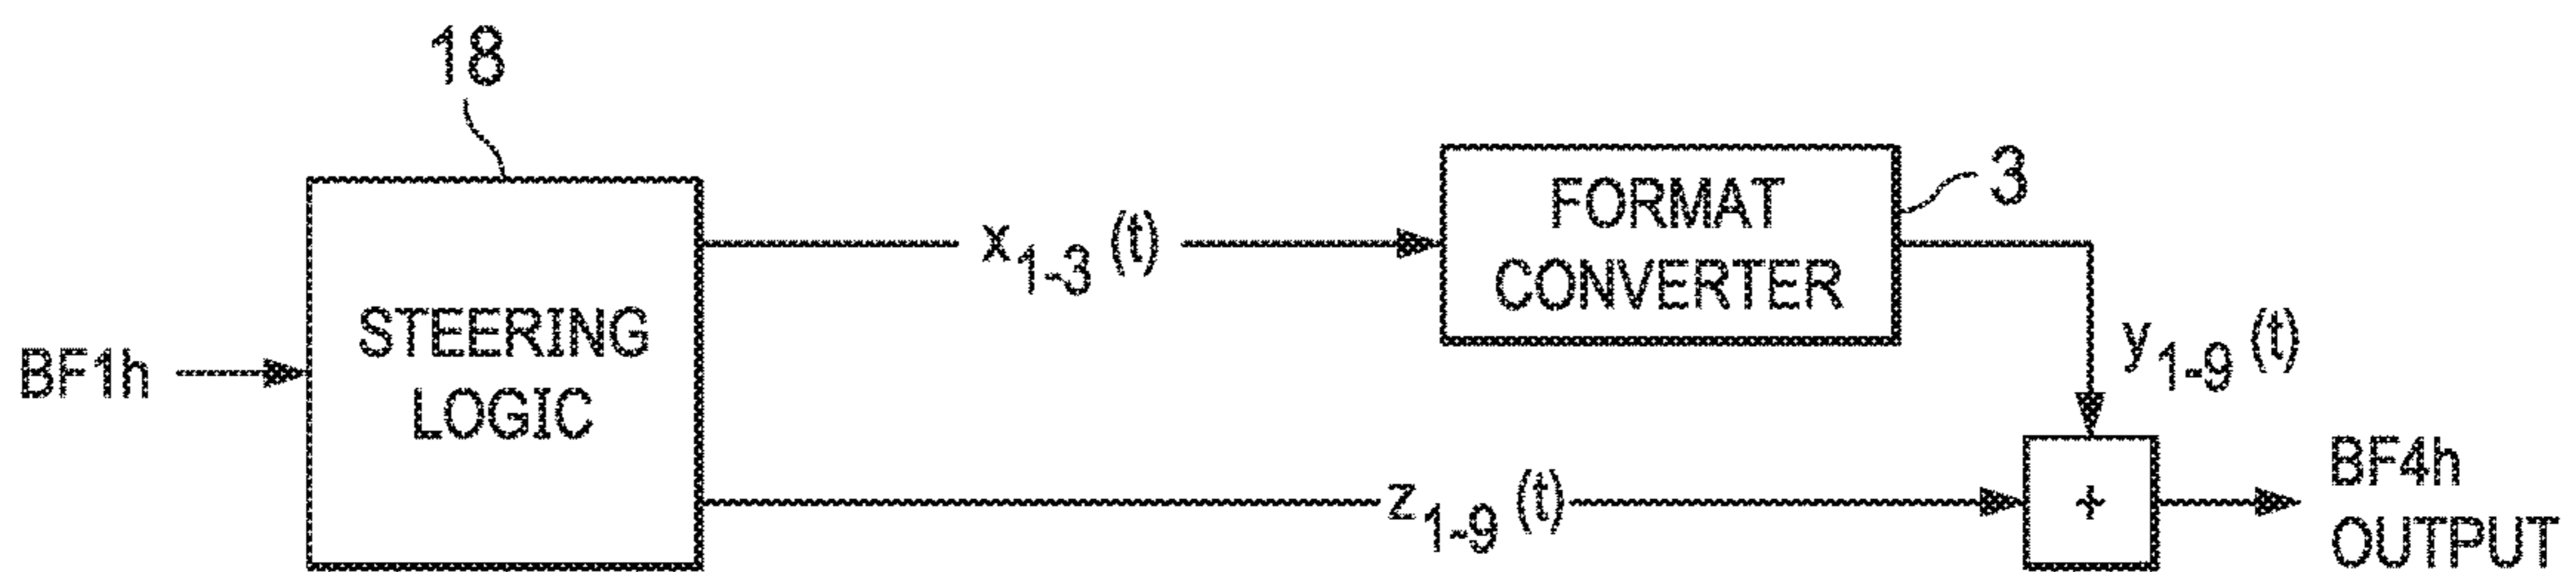 18
STEERING
LOGIC
BF1h
x1-3 (t)
FORMAT
CONVERTER
3
y1-9 (t)
z1-9 (t)
+
BF4h
OUTPUT